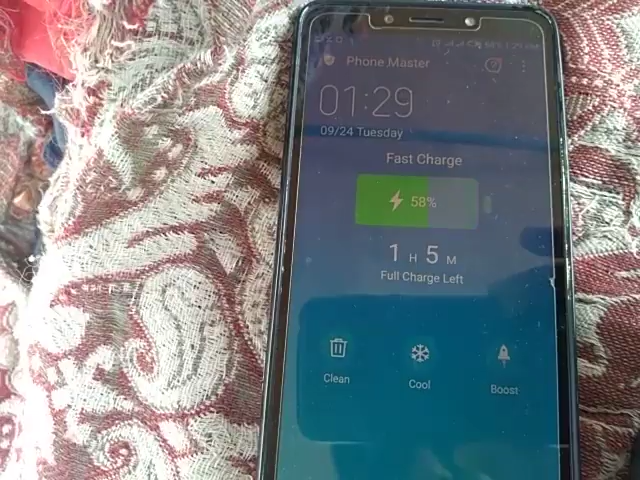 Phone Master
01:29
09/24 Tuesday
Fast Charge
58%
1 H 5 M
Full Charge Left
Clean Cool Boost